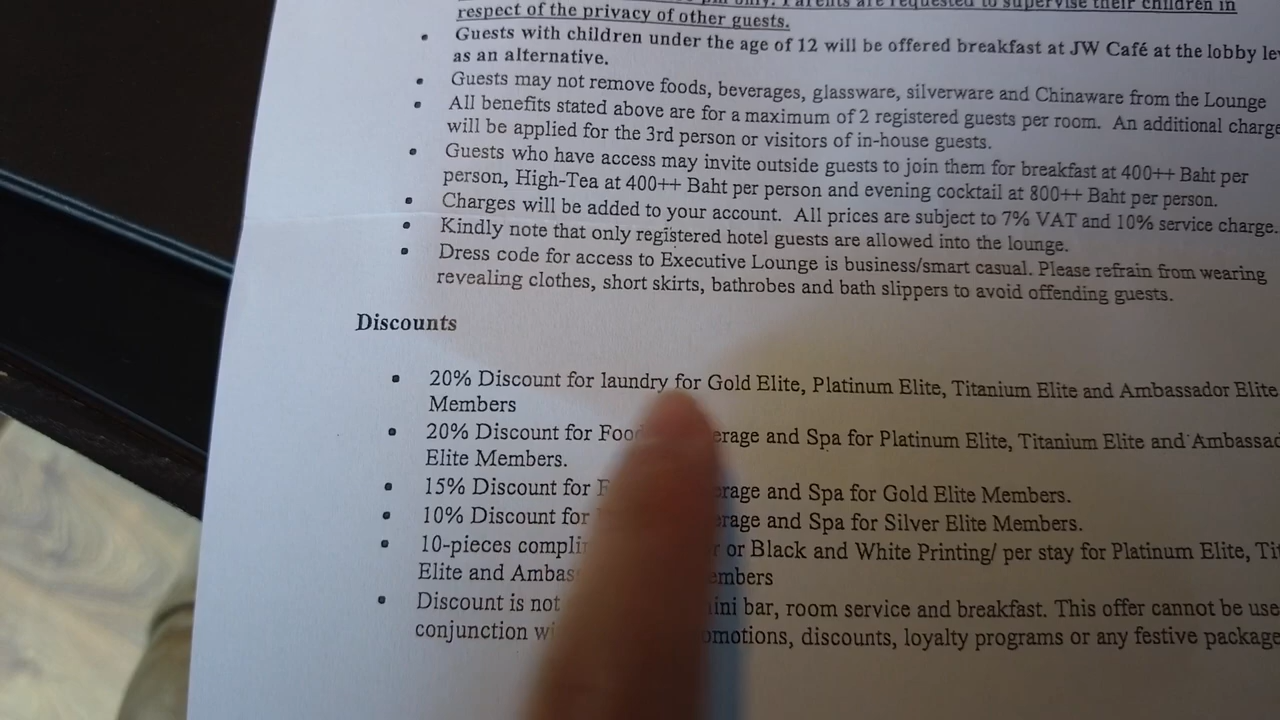 only. Parents are requested to supervise their children in
respect of the privacy of other guests.
• Guests with children under the age of 12 will be offered breakfast at JW Café at the lobby le
as an alternative.
• Guests may not remove foods, beverages, glassware, silverware and Chinaware from the Lounge
• All benefits stated above are for a maximum of 2 registered guests per room. An additional charge
will be applied for the 3rd person or visitors of in-house guests.
• Guests who have access may invite outside guests to join them for breakfast at 400++ Baht per
person, High-Tea at 400++ Baht per person and evening cocktail at 800++ Baht per person.
• Charges will be added to your account. All prices are subject to 7% VAT and 10% service charge.
• Kindly note that only registered hotel guests are allowed into the lounge.
• Dress code for access to Executive Lounge is business/smart casual. Please refrain from wearing
revealing clothes, short skirts, bathrobes and bath slippers to avoid offending guests.
Discounts
• 20% Discount for laundry for Gold Elite, Platinum Elite, Titanium Elite and Ambassador Elite
Members
• 20% Discount for Foo erage and Spa for Platinum Elite, Titanium Elite and Ambassad
Elite Members.
• 15% Discount for F rage and Spa for Gold Elite Members.
• 10% Discount for erage and Spa for Silver Elite Members.
• 10-pieces compli r or Black and White Printing/ per stay for Platinum Elite, Tit
Elite and Ambas embers
• Discount is not ini bar, room service and breakfast. This offer cannot be use
conjunction wi omotions, discounts, loyalty programs or any festive package